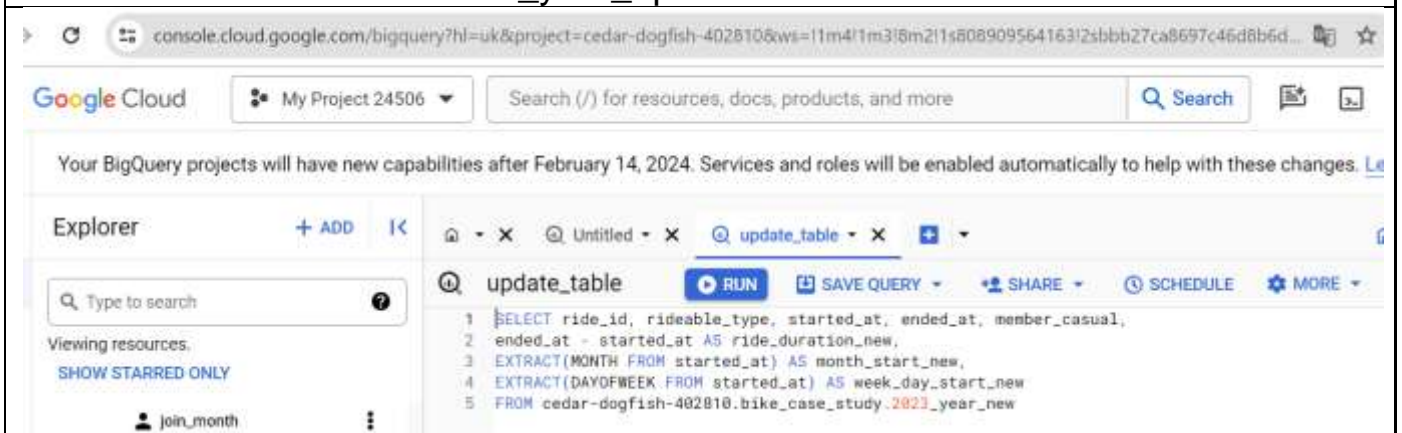 console.cloud.google.com/bigquery?hl=uk&project=cedar-dogfish-402810&ws=!1m4!1m3!8m2!1s808909564163!2sbbb27ca8697c46d8b6d...
Google Cloud My Project 24506 Search (/) for resources, docs, products, and more Search
Your BigQuery projects will have new capabilities after February 14, 2024. Services and roles will be enabled automatically to help with these changes. Le
Explorer + ADD Untitled update_table
update_table RUN SAVE QUERY SHARE SCHEDULE MORE
Type to search
1 SELECT ride_id, rideable_type, started_at, ended_at, member_casual,
2 ended_at - started_at AS ride_duration_new,
Viewing resources.
3 EXTRACT(MONTH FROM started_at) AS month_start_new,
SHOW STARRED ONLY
4 EXTRACT(DAYOFWEEK FROM started_at) AS week_day_start_new
5 FROM cedar-dogfish-402810.bike_case_study.2023_year_new
join_month